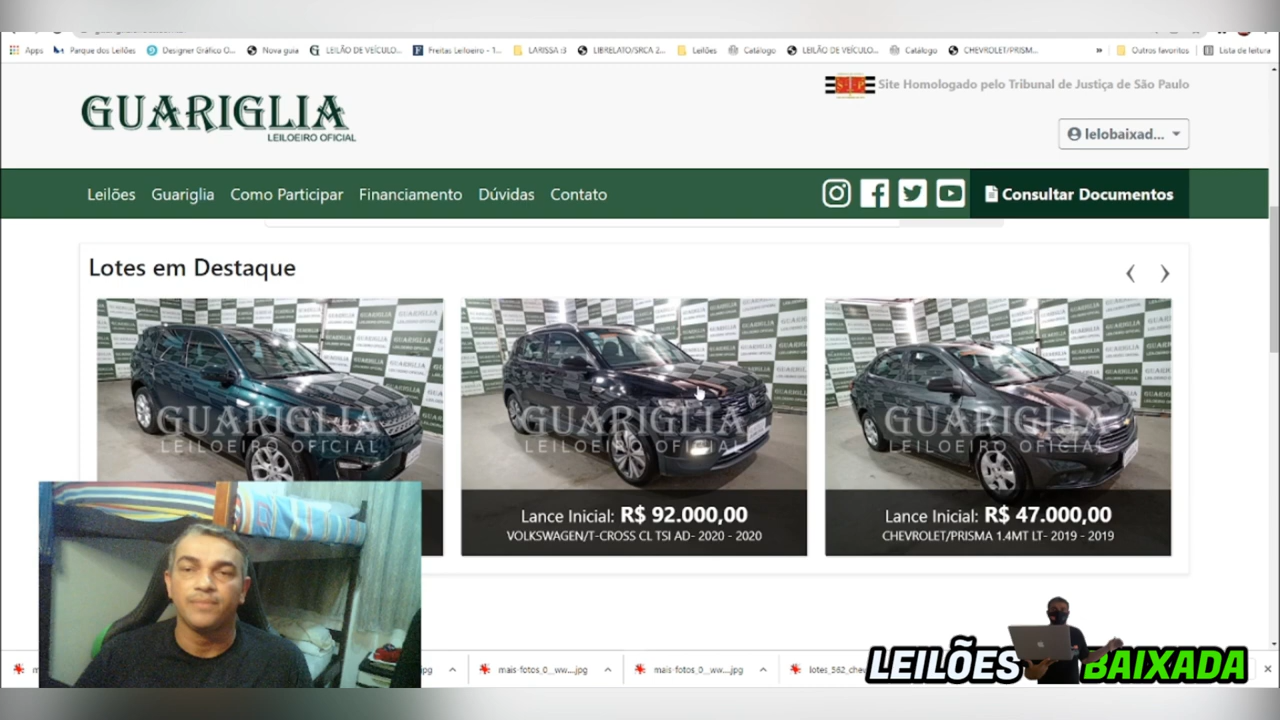 Apps
Parque dos Leilões
Designer Gráfico O...
Nova guia
LEILÃO DE VEÍCULO...
Freitas Leiloeiro - 1...
LARISSA :3
LIBRELATO/SRCA 2...
Leilões
Catálogo
LEILÃO DE VEÍCULO...
Catálogo
CHEVROLET/PRISM...
»
Outros favoritos
Lista de leitura
GUARIGLIA
LEILOEIRO OFICIAL
Site Homologado pelo Tribunal de Justiça de São Paulo
lelobaixad...
Leilões
Guariglia
Como Participar
Financiamento
Dúvidas
Contato
Consultar Documentos
Lotes em Destaque
GUARIGLIA
LEILOEIRO OFICIAL
GUARIGLIA
LEILOEIRO OFICIAL
GUARIGLIA
LEILOEIRO OFICIAL
Lance Inicial: R$ 92.000,00
VOLKSWAGEN/T-CROSS CL TSI AD- 2020 - 2020
Lance Inicial: R$ 47.000,00
CHEVROLET/PRISMA 1.4MT LT- 2019 - 2019
mais-fotos_0_ww....jpg
mais-fotos_0_ww....jpg
LEILÕES BAIXADA